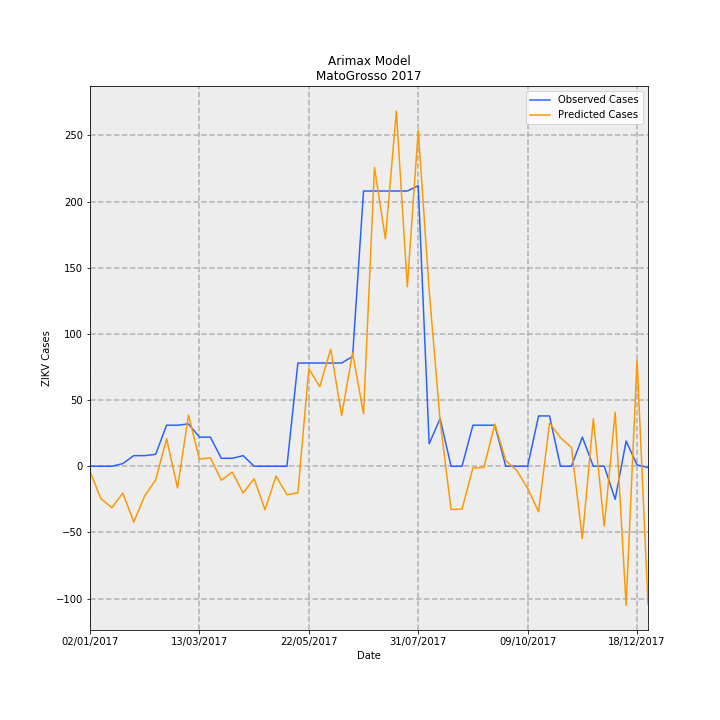 Arimax Model
MatoGrosso 2017
Observed Cases
Predicted Cases
ZIKV Cases
250
200
150
100
50
0
−50
−100
02/01/2017
13/03/2017
22/05/2017
31/07/2017
09/10/2017
18/12/2017
Date